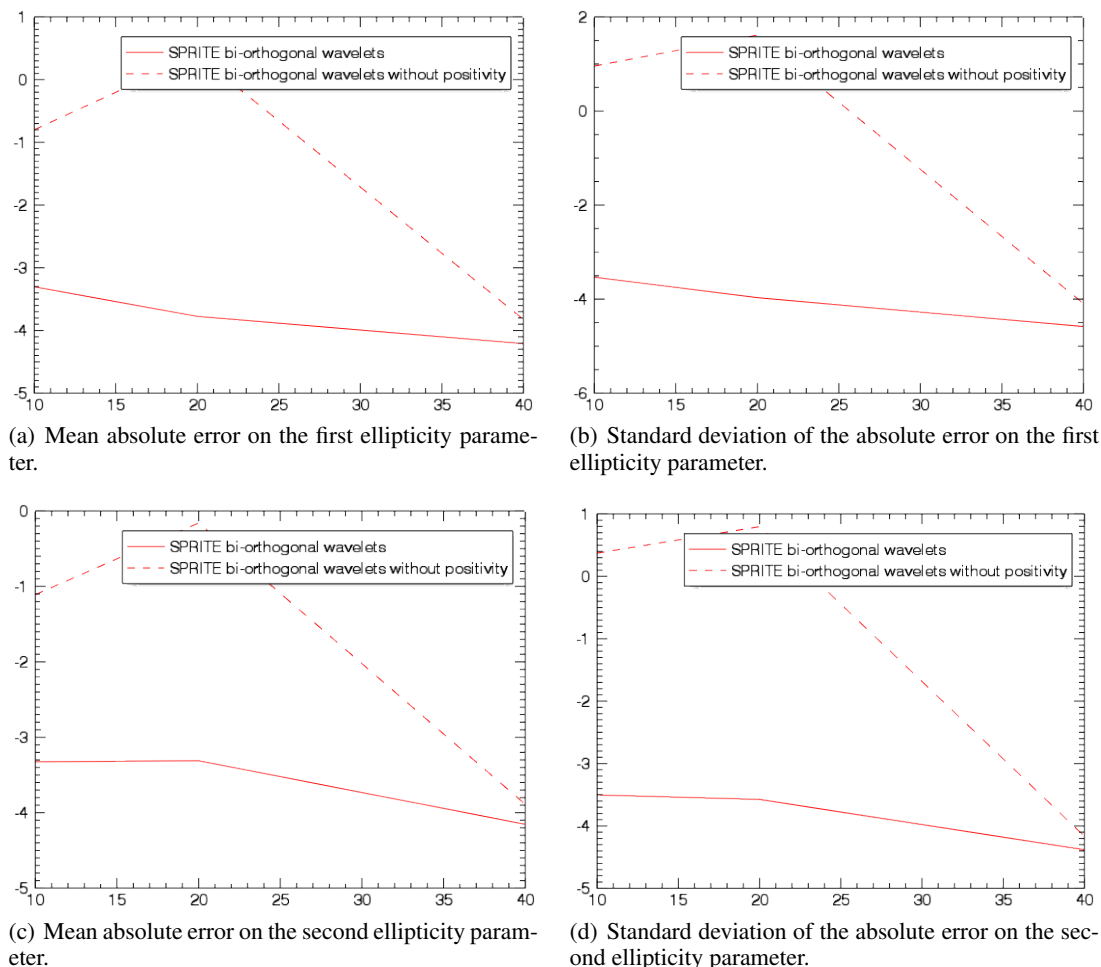 1
0
-1
-2
-3
-4
-5
10 15 20 25 30 35 40
SPRITE bi-orthogonal wavelets
SPRITE bi-orthogonal wavelets without positivity
(a) Mean absolute error on the first ellipticity parame-
ter.
2
0
-2
-4
-6
10 15 20 25 30 35 40
SPRITE bi-orthogonal wavelets
SPRITE bi-orthogonal wavelets without positivity
(b) Standard deviation of the absolute error on the first
ellipticity parameter.
0
-1
-2
-3
-4
-5
10 15 20 25 30 35 40
SPRITE bi-orthogonal wavelets
SPRITE bi-orthogonal wavelets without positivity
(c) Mean absolute error on the second ellipticity param-
eter.
1
0
-1
-2
-3
-4
-5
10 15 20 25 30 35 40
SPRITE bi-orthogonal wavelets
SPRITE bi-orthogonal wavelets without positivity
(d) Standard deviation of the absolute error on the sec-
ond ellipticity parameter.